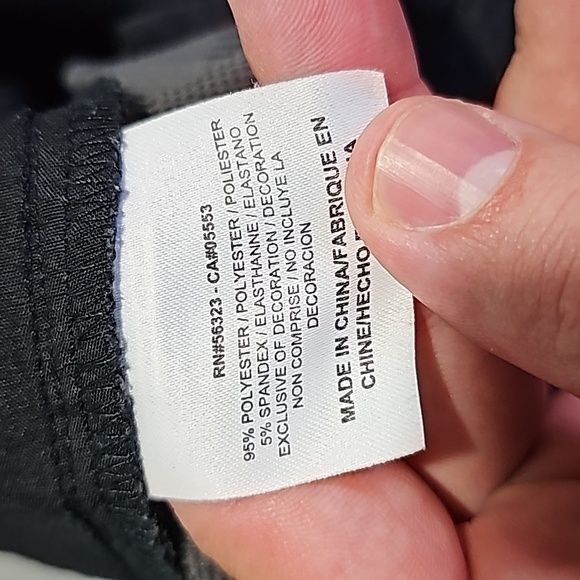 RN#56323 - CA#05553
95% POLYESTER / POLYESTER / POLIESTER
5% SPANDEX / ELASTHANNE / ELASTANO
EXCLUSIVE OF DECORATION / DECORATION
NON COMPRISE / NO INCLUYE LA
DECORACION
MADE IN CHINA/FABRIQUE EN
CHINE/HECHO